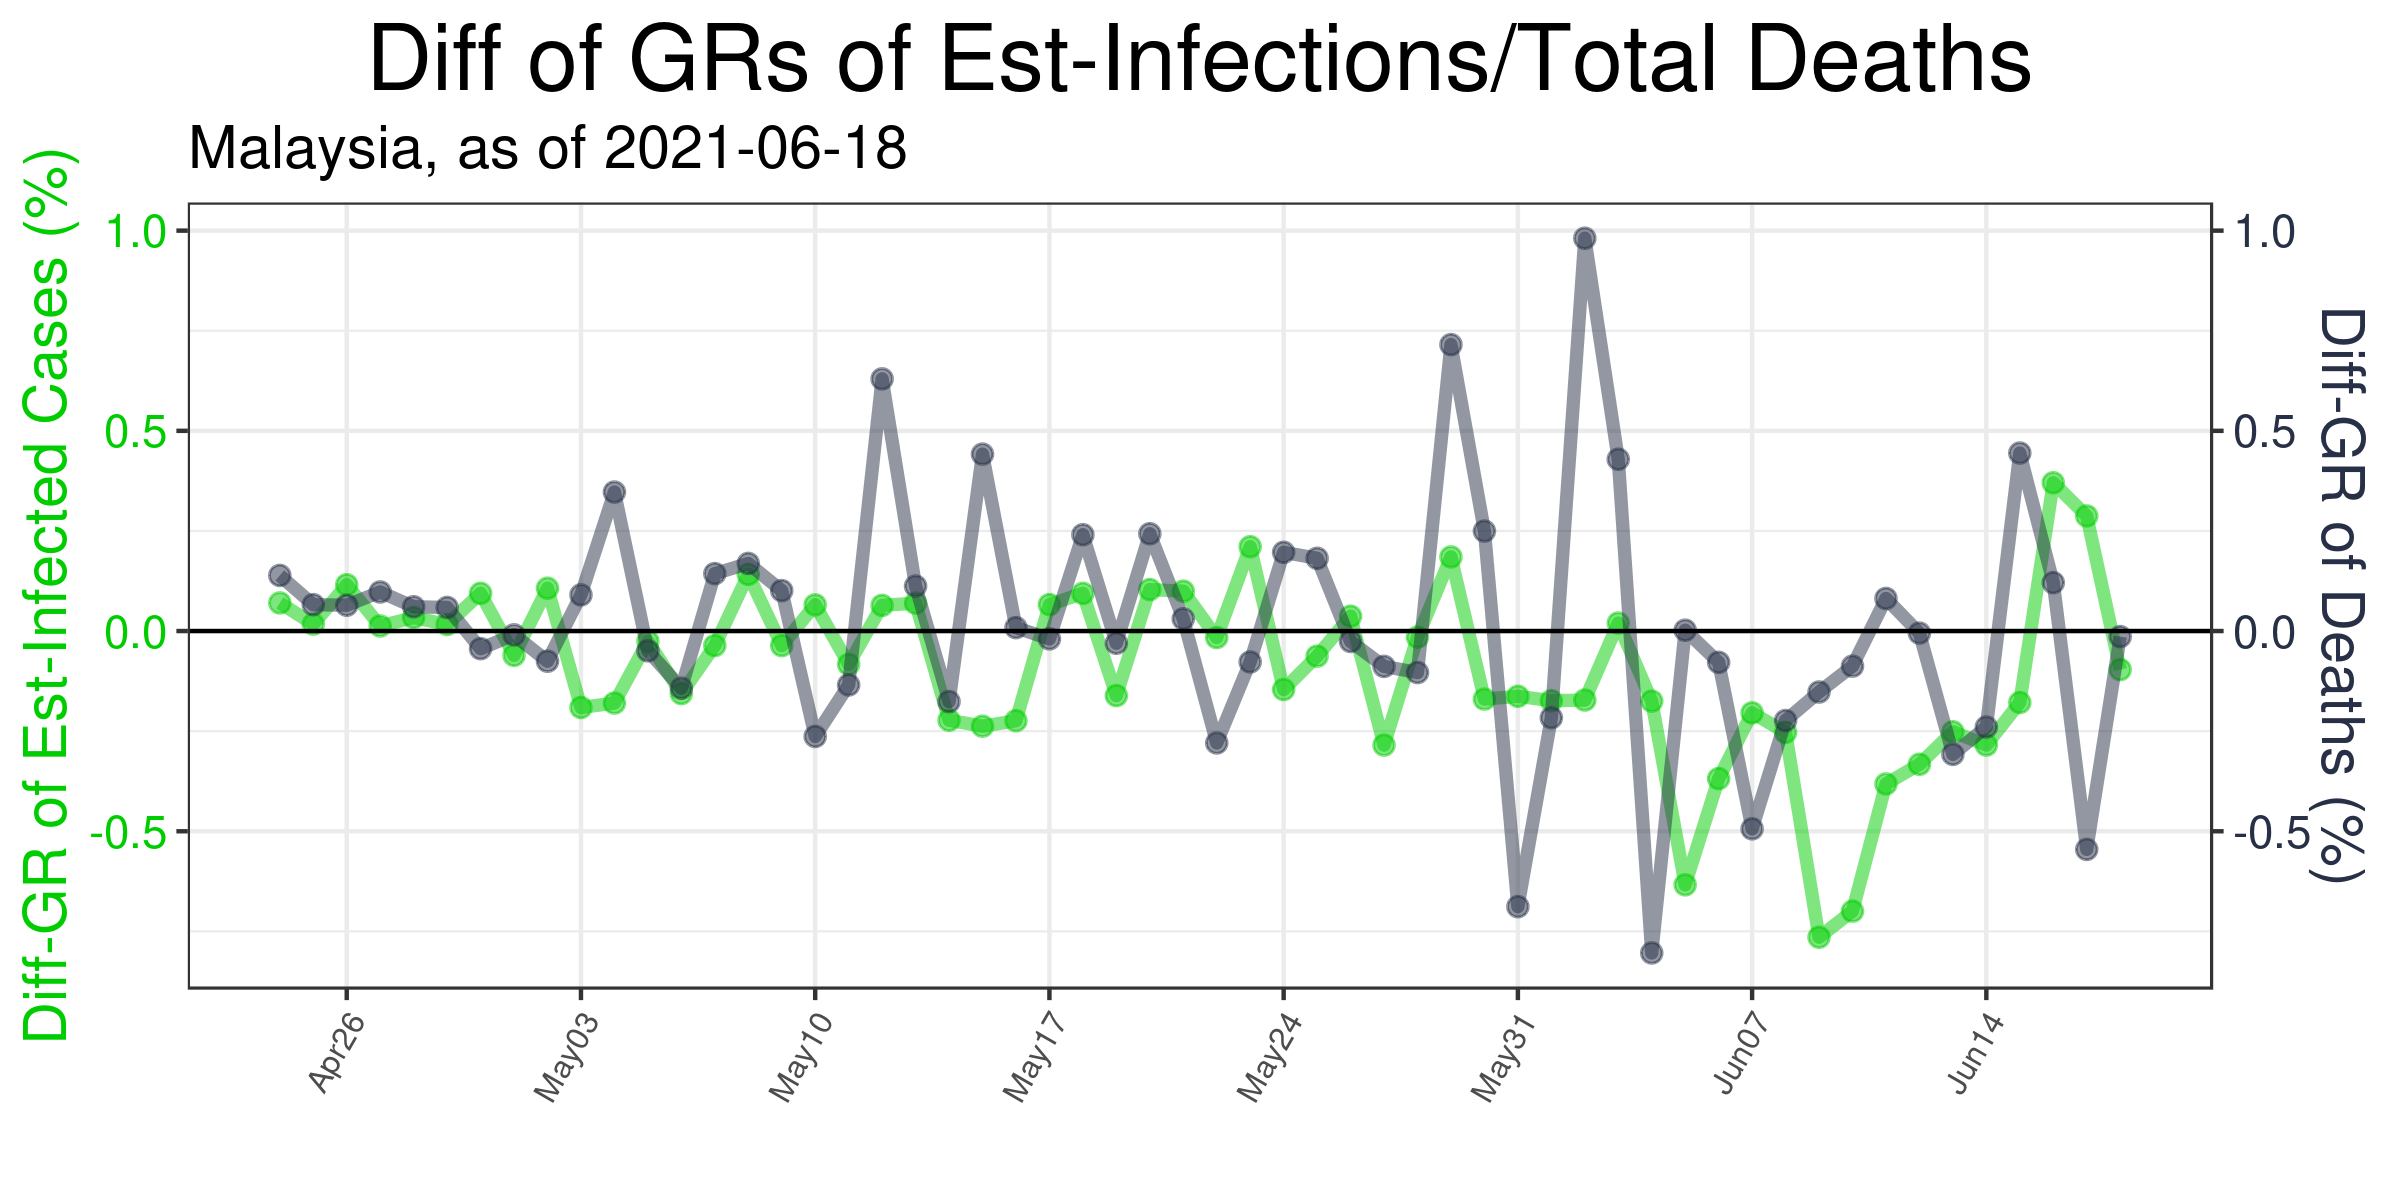 Diff of GRs of Est-Infections/Total Deaths
Malaysia, as of 2021-06-18
Diff-GR of Est-Infected Cases (%)
1.0
0.5
0.0
-0.5
1.0
0.5
0.0
-0.5
Diff-GR of Deaths (%)
Apr26
May03
May10
May17
May24
May31
Jun07
Jun14